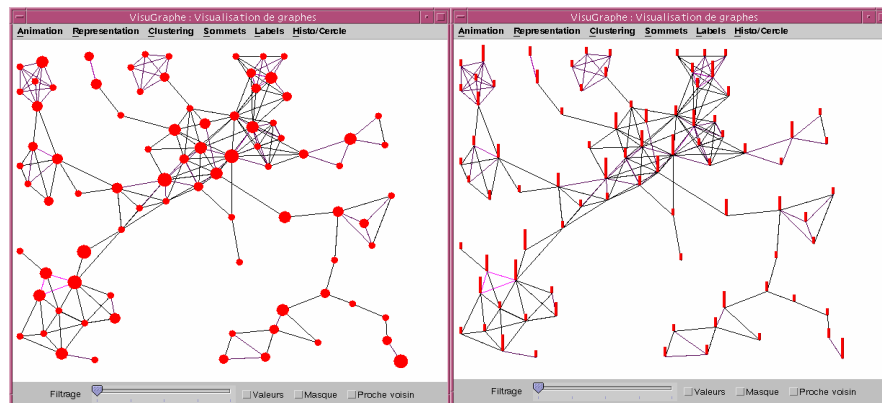 VisuGraphe : Visualisation de graphes
Animation Representation Clustering Sommets Labels Histo/Cercle
Filtrage Valeurs Masque Proche voisin
VisuGraphe : Visualisation de graphes
Animation Representation Clustering Sommets Labels Histo/Cercle
Filtrage Valeurs Masque Proche voisin